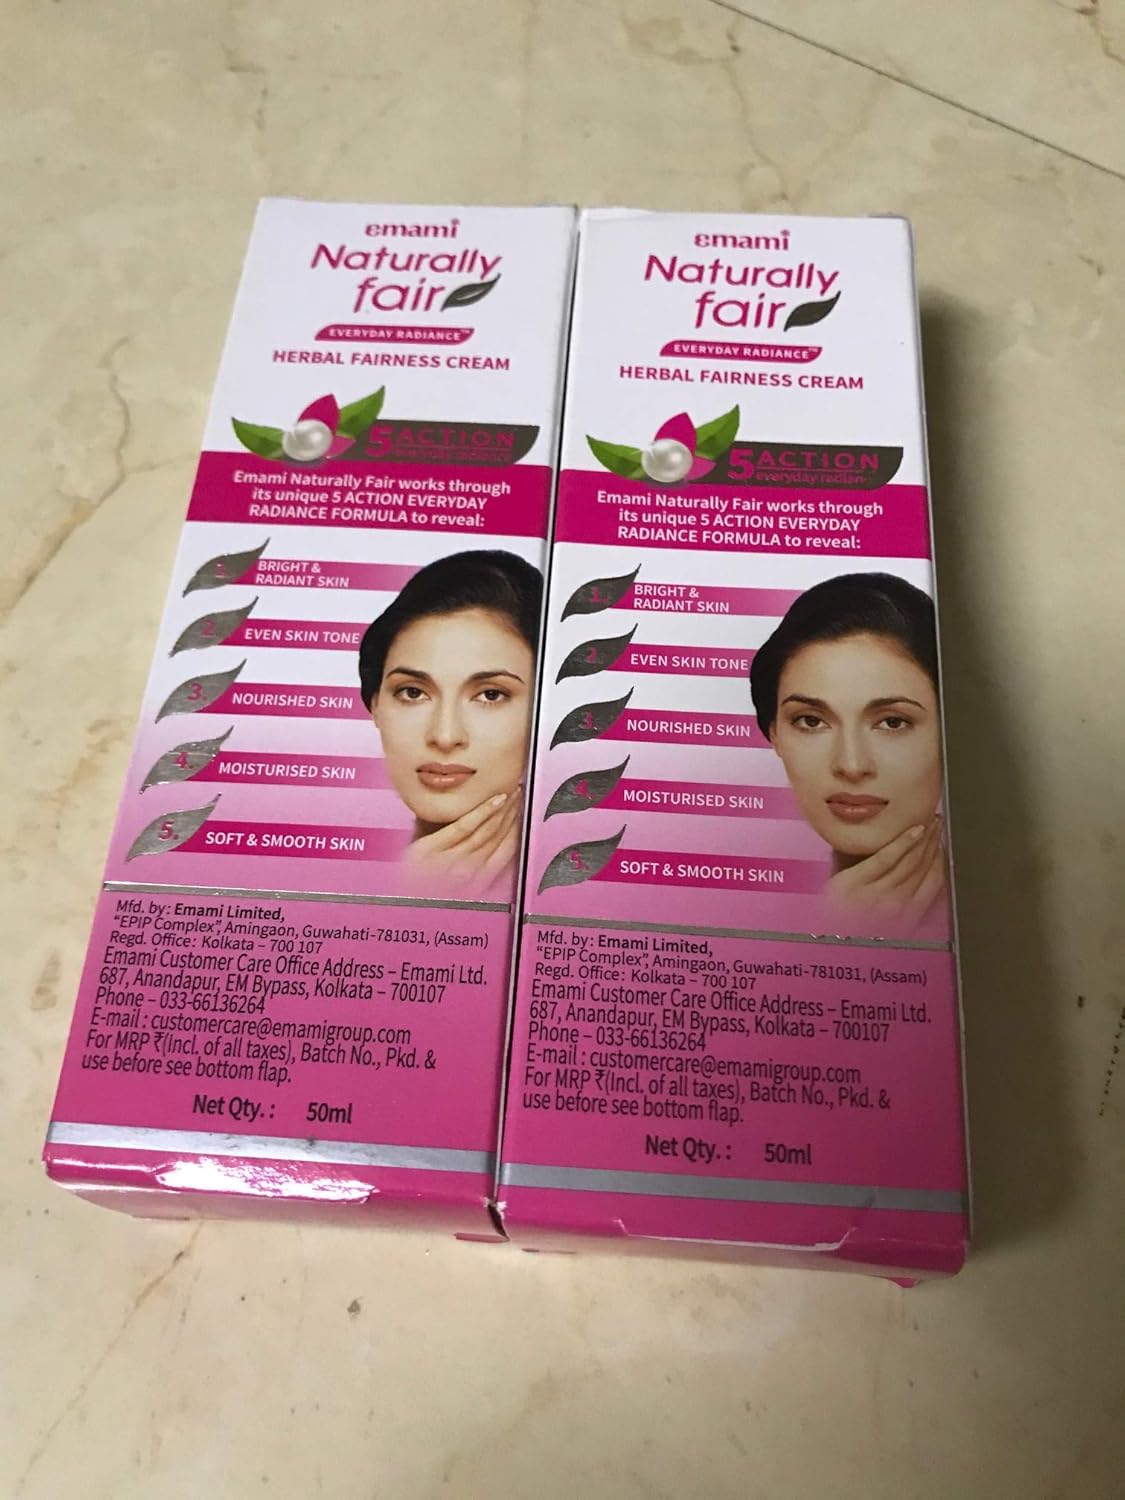 emami
Naturally
fair
EVERYDAY RADIANCE™
HERBAL FAIRNESS CREAM
5 ACTION
everyday radiance
Emami Naturally Fair works through
its unique 5 ACTION EVERYDAY
RADIANCE FORMULA to reveal:
1. BRIGHT &
RADIANT SKIN
2. EVEN SKIN TONE
3. NOURISHED SKIN
4. MOISTURISED SKIN
5. SOFT & SMOOTH SKIN
Mfd. by: Emami Limited,
“EPIP Complex”, Amingaon, Guwahati-781031, (Assam)
Regd. Office: Kolkata – 700 107
Emami Customer Care Office Address – Emami Ltd.
687, Anandapur, EM Bypass, Kolkata – 700107
Phone – 033-66136264
E-mail : customercare@emamigroup.com
For MRP ₹(Incl. of all taxes), Batch No., Pkd. &
use before see bottom flap.
Net Qty. : 50ml
emami
Naturally
fair
EVERYDAY RADIANCE™
HERBAL FAIRNESS CREAM
5 ACTION
everyday
Emami Naturally Fair works through
its unique 5 ACTION EVERYDAY
RADIANCE FORMULA to reveal:
1. BRIGHT &
RADIANT SKIN
2. EVEN SKIN TONE
3. NOURISHED SKIN
4. MOISTURISED SKIN
5. SOFT & SMOOTH SKIN
Mfd. by: Emami Limited,
“EPIP Complex”, Amingaon, Guwahati-781031, (Assam)
Regd. Office: Kolkata – 700 107
Emami Customer Care Office Address – Emami Ltd.
687, Anandapur, EM Bypass, Kolkata – 700107
Phone – 033-66136264
E-mail : customercare@emamigroup.com
For MRP ₹(Incl. of all taxes), Batch No., Pkd. &
use before see bottom flap.
Net Qty. : 50ml